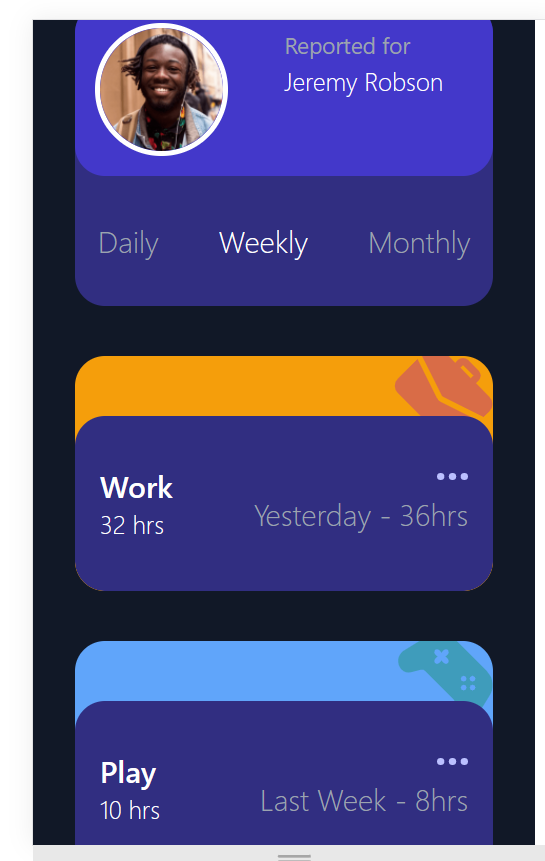 Reported for
Jeremy Robson
Daily Weekly Monthly
Work
32 hrs
Yesterday - 36hrs
Play
10 hrs
Last Week - 8hrs